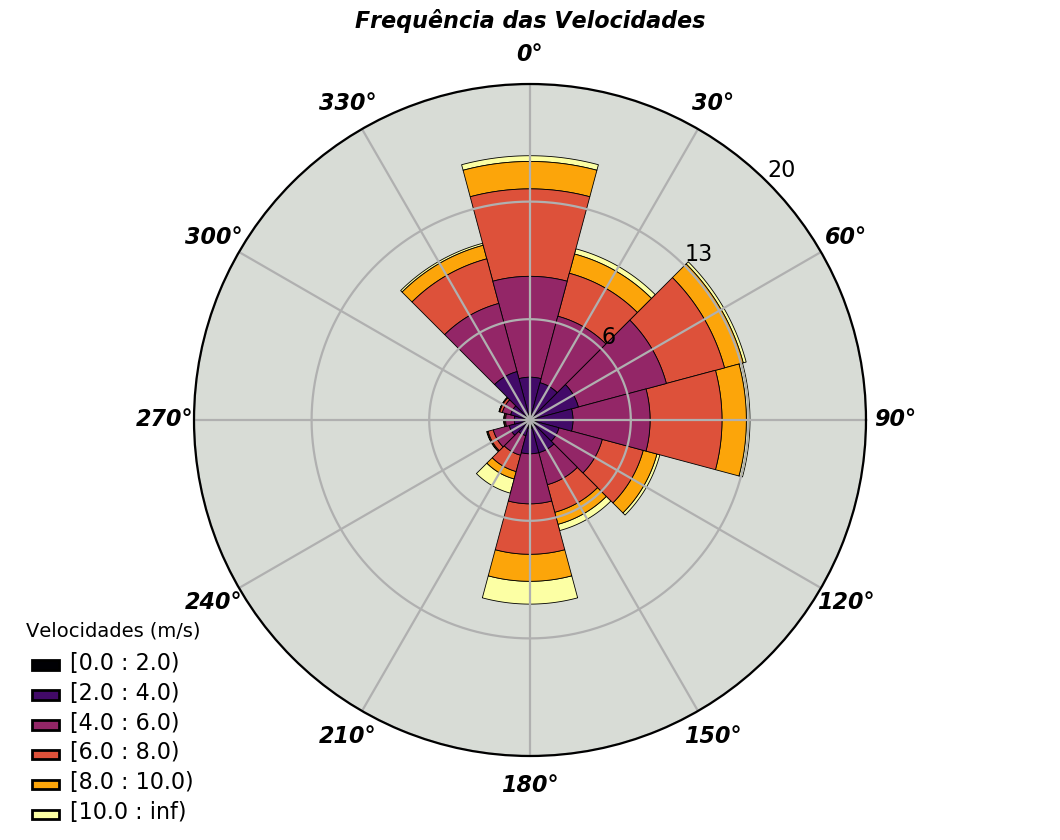 Frequência das Velocidades
0°
330°
30°
20
300°
60°
13
6
270°
90°
240°
120°
210°
150°
180°
Velocidades (m/s)
[0.0 : 2.0)
[2.0 : 4.0)
[4.0 : 6.0)
[6.0 : 8.0)
[8.0 : 10.0)
[10.0 : inf)